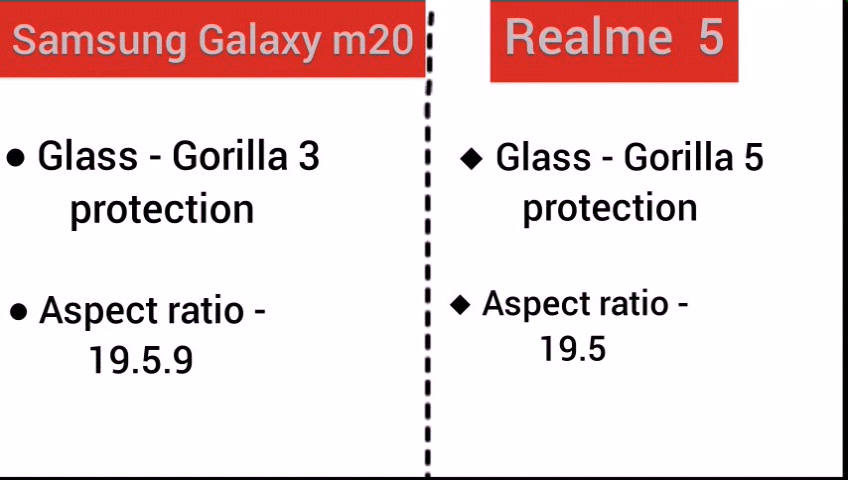 Samsung Galaxy m20
● Glass - Gorilla 3
protection
● Aspect ratio -
19.5.9
Realme 5
◆ Glass - Gorilla 5
protection
◆ Aspect ratio -
19.5